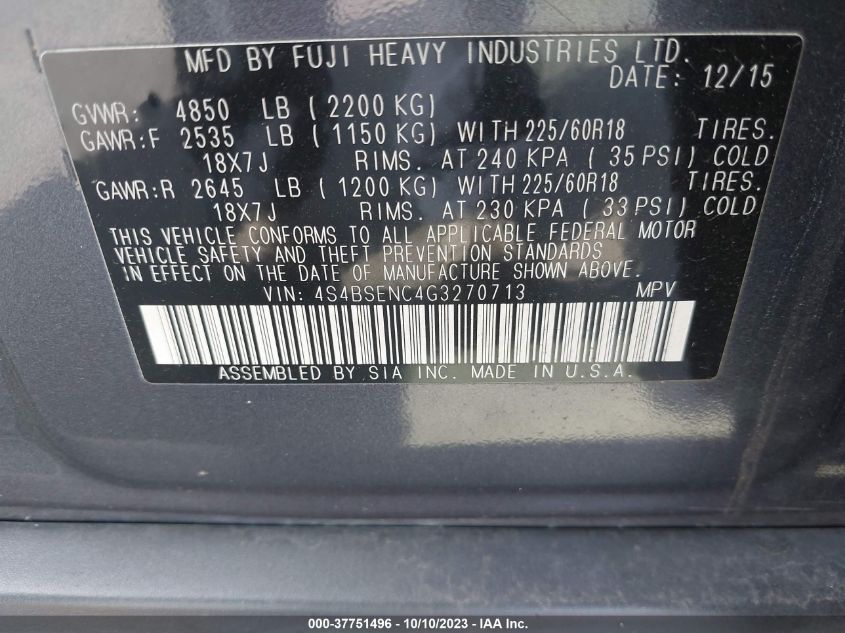 MFD BY FUJI HEAVY INDUSTRIES LTD.
DATE: 12/15
GVWR: 4850 LB (2200 KG)
GAWR:F 2535 LB (1150 KG) WITH 225/60R18 TIRES.
18X7J RIMS. AT 240 KPA (35 PSI) COLD
GAWR:R 2645 LB (1200 KG) WITH 225/60R18 TIRES.
18X7J RIMS. AT 230 KPA (33 PSI) COLD
THIS VEHICLE CONFORMS TO ALL APPLICABLE FEDERAL MOTOR
VEHICLE SAFETY AND THEFT PREVENTION STANDARDS
IN EFFECT ON THE DATE OF MANUFACTURE SHOWN ABOVE.
VIN: 4S4BSENC4G3270713 MPV
ASSEMBLED BY SIA INC. MADE IN U.S.A.
000-37751496 - 10/10/2023 - IAA Inc.